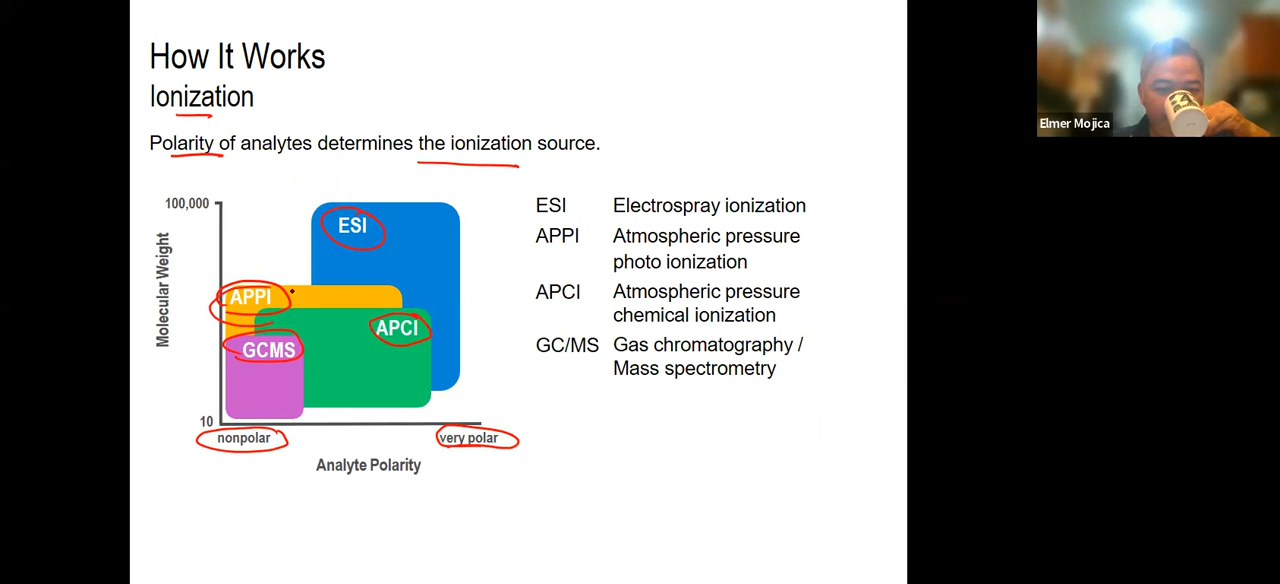 How It Works
Ionization
Polarity of analytes determines the ionization source.
100,000
Molecular Weight
10
ESI
APPI
APCI
GCMS
nonpolar
very polar
Analyte Polarity
ESI Electrospray ionization
APPI Atmospheric pressure
photo ionization
APCI Atmospheric pressure
chemical ionization
GC/MS Gas chromatography /
Mass spectrometry
Elmer Mojica